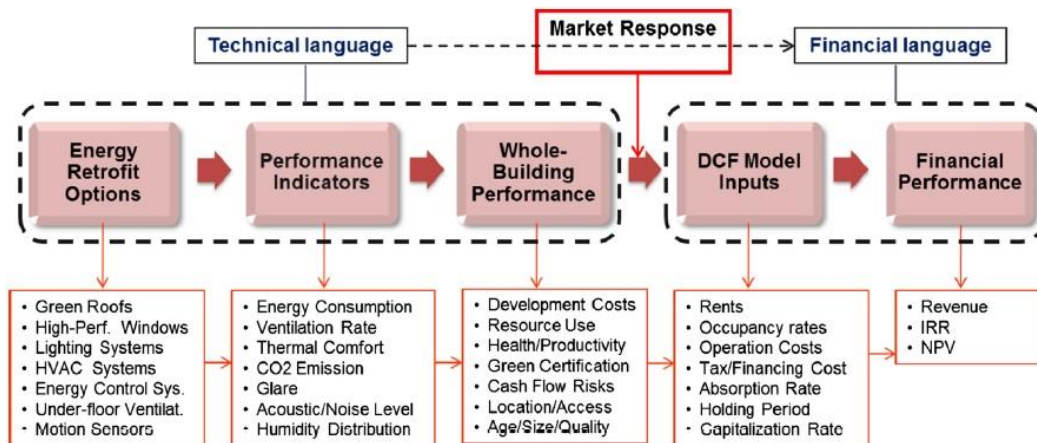 Technical language
Market Response
Financial language
Energy
Retrofit
Options
Performance
Indicators
Whole-
Building
Performance
DCF Model
Inputs
Financial
Performance
• Green Roofs
• High-Perf. Windows
• Lighting Systems
• HVAC Systems
• Energy Control Sys.
• Under-floor Ventilat.
• Motion Sensors
• Energy Consumption
• Ventilation Rate
• Thermal Comfort
• CO2 Emission
• Glare
• Acoustic/Noise Level
• Humidity Distribution
• Development Costs
• Resource Use
• Health/Productivity
• Green Certification
• Cash Flow Risks
• Location/Access
• Age/Size/Quality
• Rents
• Occupancy rates
• Operation Costs
• Tax/Financing Cost
• Absorption Rate
• Holding Period
• Capitalization Rate
• Revenue
• IRR
• NPV